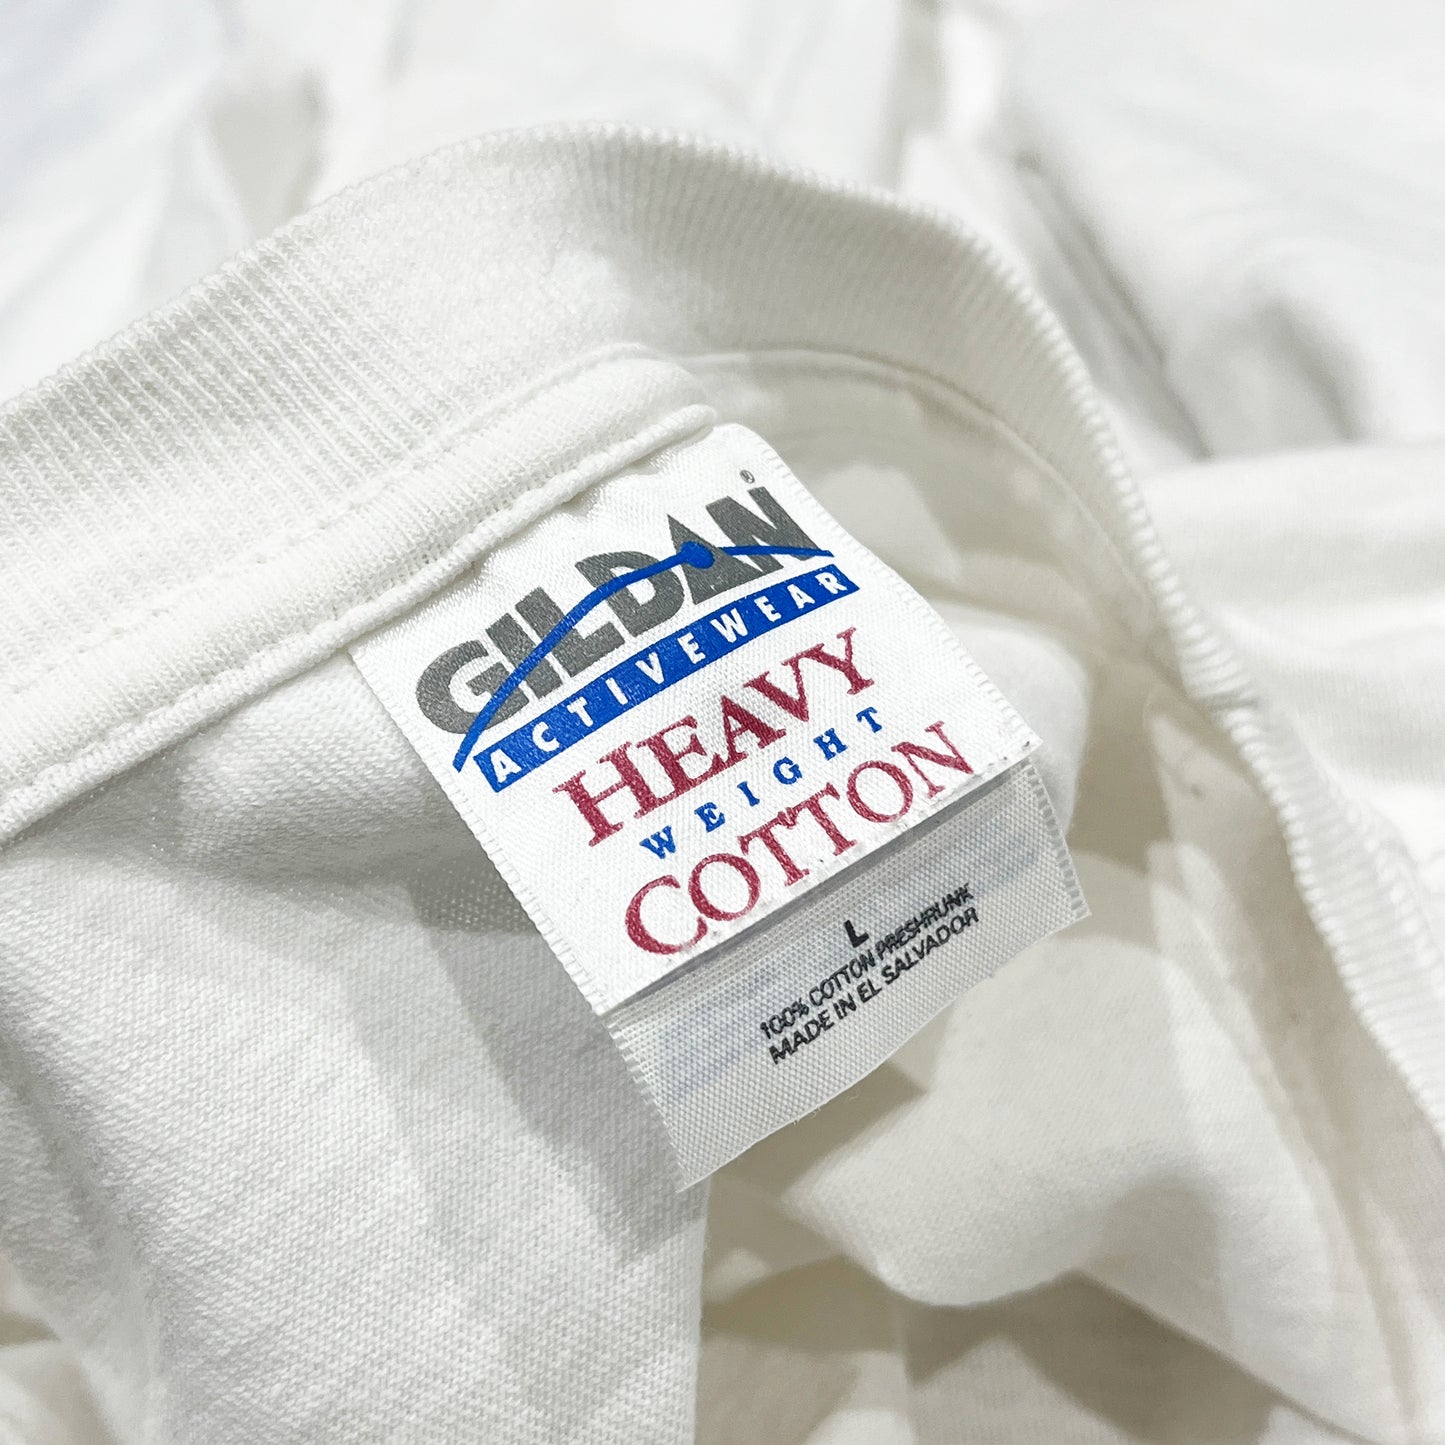 GILDAN®
ACTIVEWEAR
HEAVY
WEIGHT
COTTON
L
100% COTTON PRESHRUNK
MADE IN EL SALVADOR